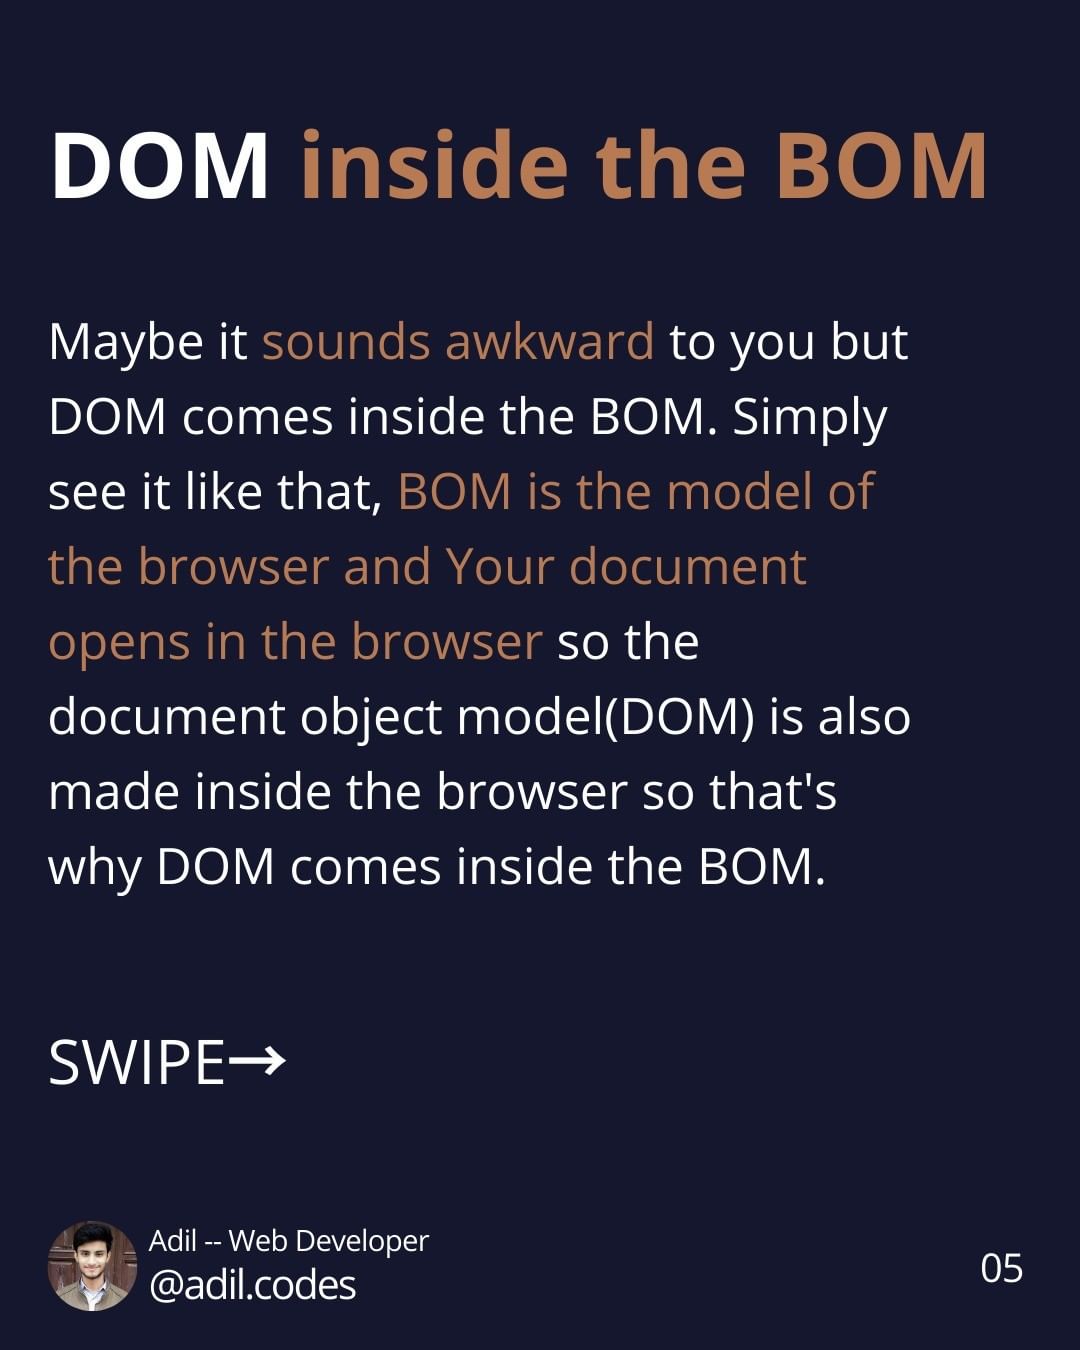 DOM inside the BOM
Maybe it sounds awkward to you but
DOM comes inside the BOM. Simply
see it like that, BOM is the model of
the browser and Your document
opens in the browser so the
document object model(DOM) is also
made inside the browser so that's
why DOM comes inside the BOM.
SWIPE→
Adil -- Web Developer
@adil.codes
05